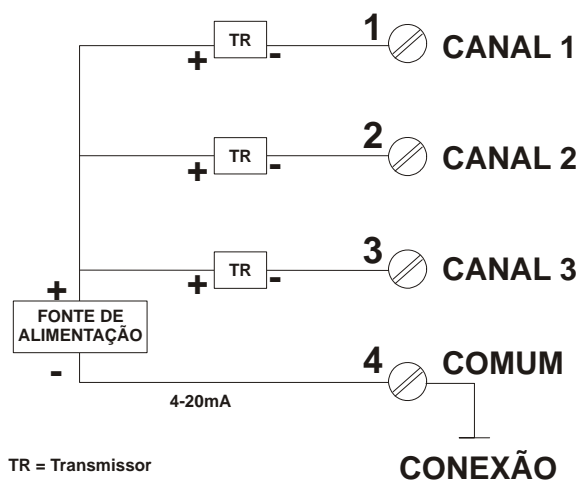 TR
1
CANAL 1
+
-
TR
2
CANAL 2
+
-
TR
3
CANAL 3
+
-
+
FONTE DE
ALIMENTAÇÃO
-
4
COMUM
4-20mA
TR = Transmissor
CONEXÃO